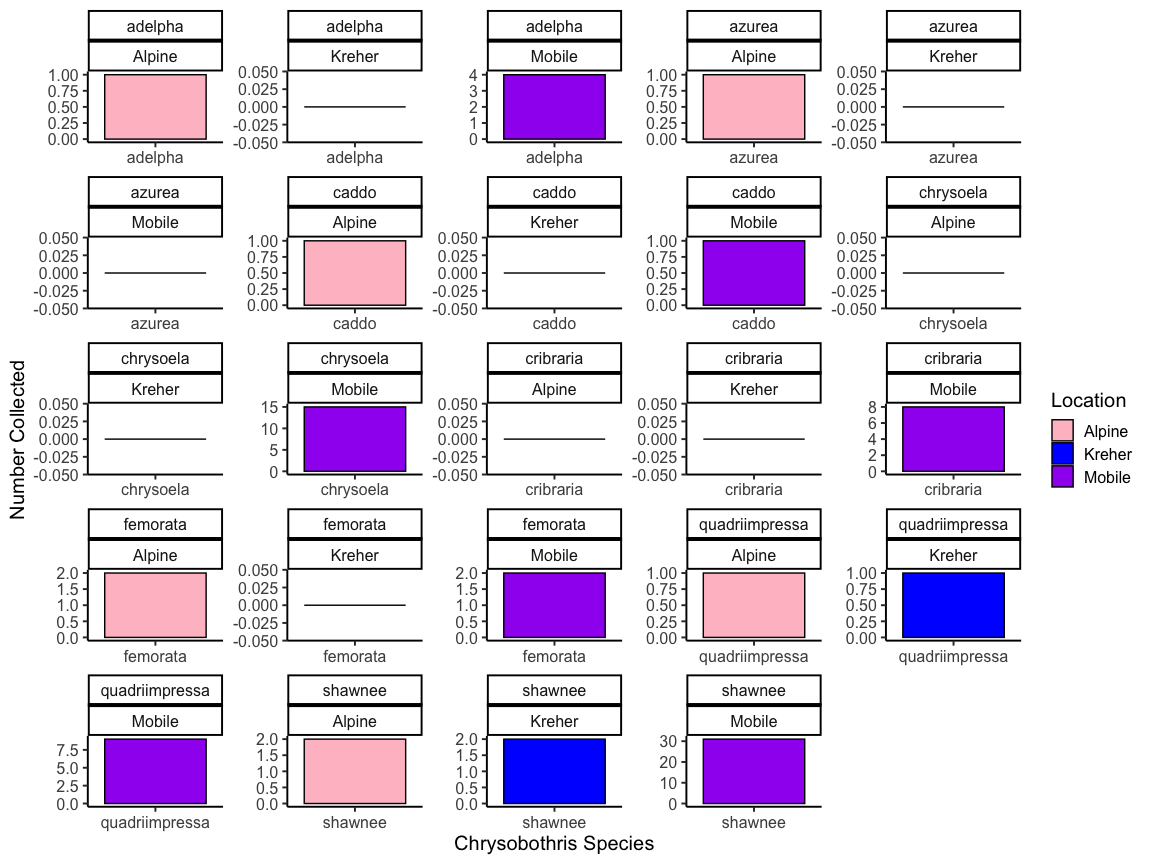 adelpha adelpha adelpha azurea azurea
Alpine Kreher Mobile Alpine Kreher
1.00 0.75 0.50 0.25 0.00
0.050 0.025 0.000 -0.025 -0.050
4 3 2 1 0
1.00 0.75 0.50 0.25 0.00
0.050 0.025 0.000 -0.025 -0.050
adelpha adelpha adelpha azurea azurea
azurea caddo caddo caddo chrysoela
Mobile Alpine Kreher Mobile Alpine
0.050 0.025 0.000 -0.025 -0.050
1.00 0.75 0.50 0.25 0.00
0.050 0.025 0.000 -0.025 -0.050
1.00 0.75 0.50 0.25 0.00
0.050 0.025 0.000 -0.025 -0.050
azurea caddo caddo caddo chrysoela
chrysoela chrysoela cribraria cribraria cribraria
Kreher Mobile Alpine Kreher Mobile
0.050 0.025 0.000 -0.025 -0.050
15 10 5 0
0.050 0.025 0.000 -0.025 -0.050
0.050 0.025 0.000 -0.025 -0.050
8 6 4 2 0
chrysoela chrysoela cribraria cribraria cribraria
femorata femorata femorata quadriimpressa quadriimpressa
Alpine Kreher Mobile Alpine Kreher
2.0 1.5 1.0 0.5 0.0
0.050 0.025 0.000 -0.025 -0.050
2.0 1.5 1.0 0.5 0.0
1.00 0.75 0.50 0.25 0.00
1.00 0.75 0.50 0.25 0.00
femorata femorata femorata quadriimpressa quadriimpressa
quadriimpressa shawnee shawnee shawnee
Mobile Alpine Kreher Mobile
7.5 5.0 2.5 0.0
2.0 1.5 1.0 0.5 0.0
2.0 1.5 1.0 0.5 0.0
30 20 10 0
quadriimpressa shawnee shawnee shawnee
Number Collected
Chrysobothris Species
Location
Alpine
Kreher
Mobile